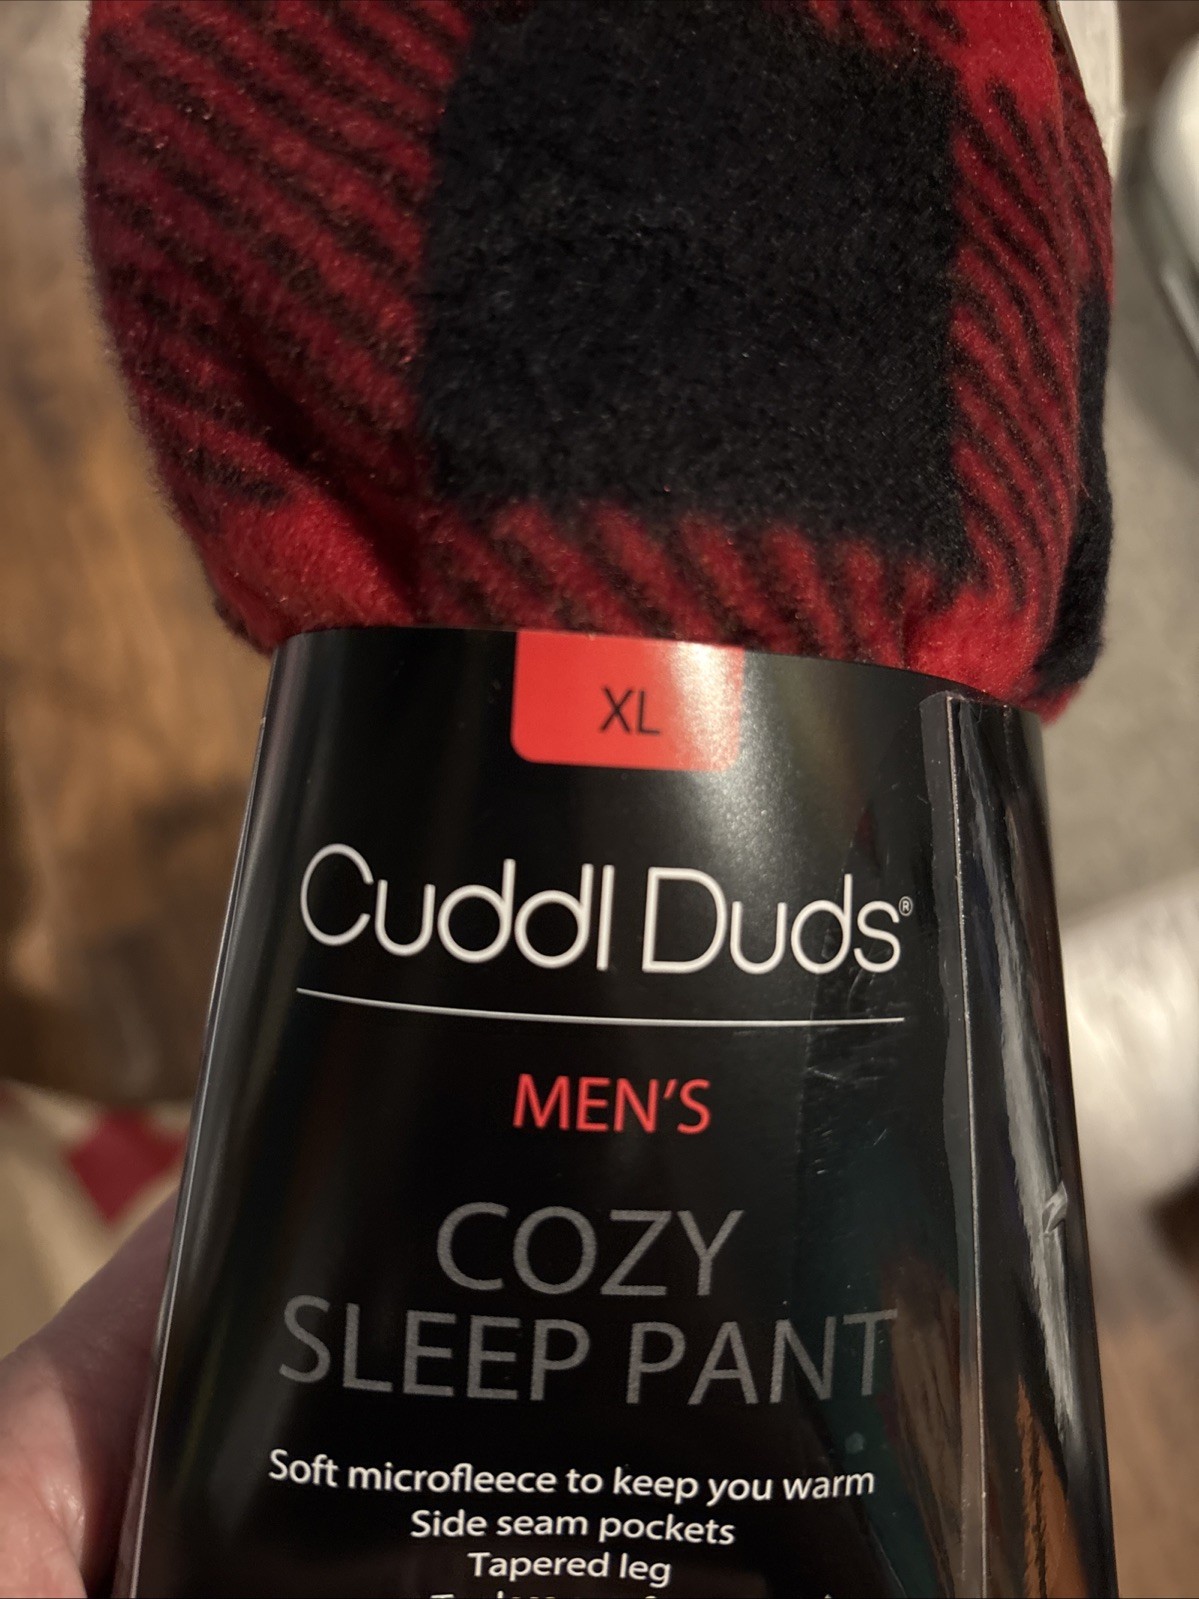 XL
Cuddl Duds®
MEN'S
COZY
SLEEP PANT
Soft microfleece to keep you warm
Side seam pockets
Tapered leg